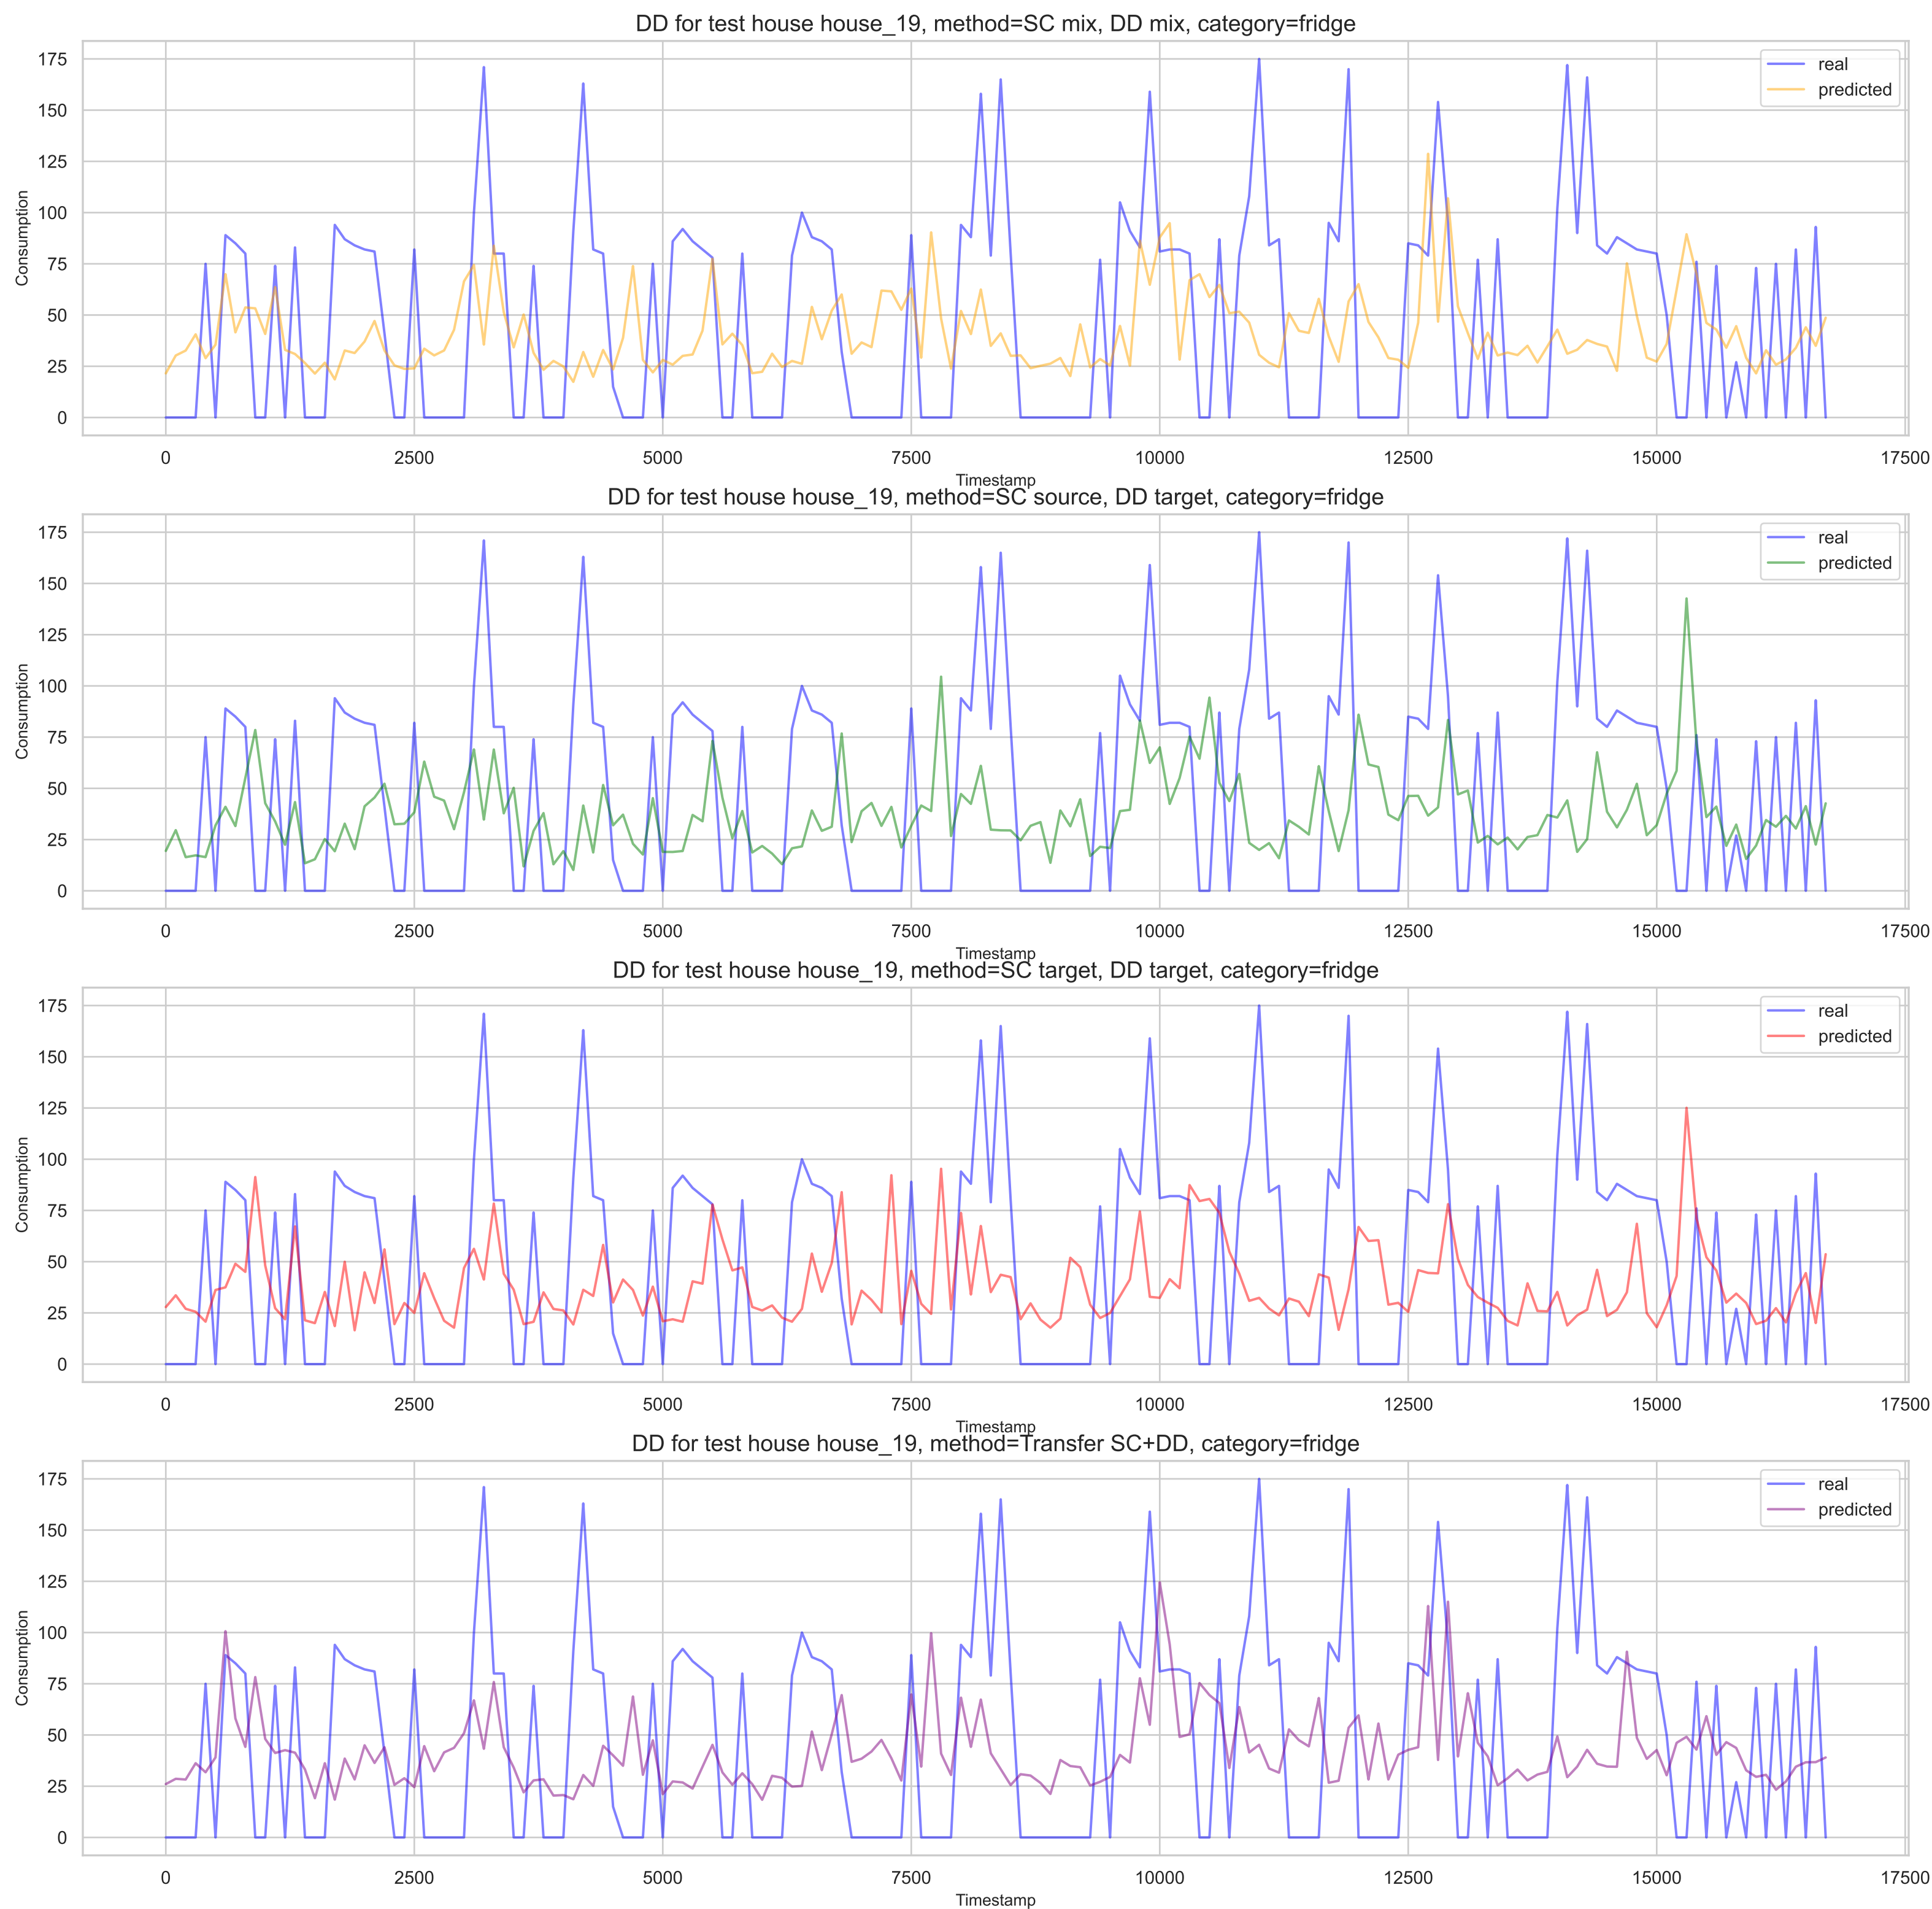 DD for test house house_19, method=SC mix, DD mix, category=fridge
175
150
125
100
75
50
25
0
Consumption
real
predicted
0 2500 5000 7500 10000 12500 15000 17500
Timestamp
DD for test house house_19, method=SC source, DD target, category=fridge
175
150
125
100
75
50
25
0
Consumption
real
predicted
0 2500 5000 7500 10000 12500 15000 17500
Timestamp
DD for test house house_19, method=SC target, DD target, category=fridge
175
150
125
100
75
50
25
0
Consumption
real
predicted
0 2500 5000 7500 10000 12500 15000 17500
Timestamp
DD for test house house_19, method=Transfer SC+DD, category=fridge
175
150
125
100
75
50
25
0
Consumption
real
predicted
0 2500 5000 7500 10000 12500 15000 17500
Timestamp